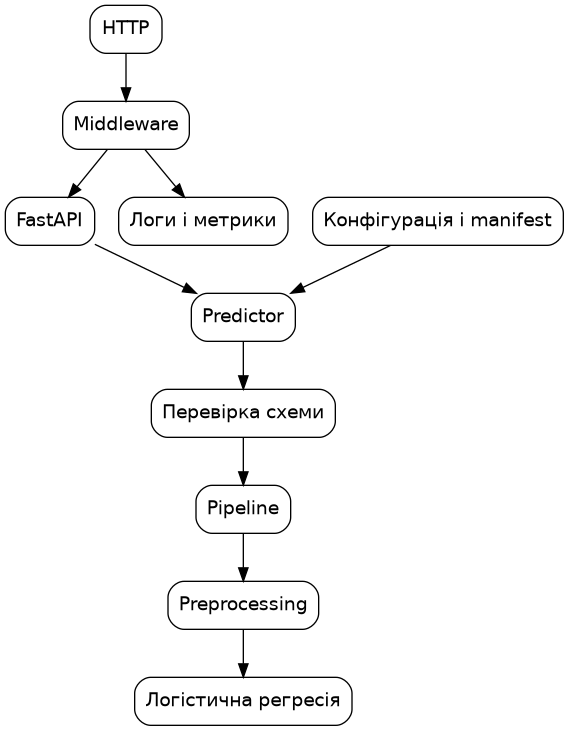 HTTP
Middleware
FastAPI
Логи і метрики
Конфігурація і manifest
Predictor
Перевірка схеми
Pipeline
Preprocessing
Логістична регресія